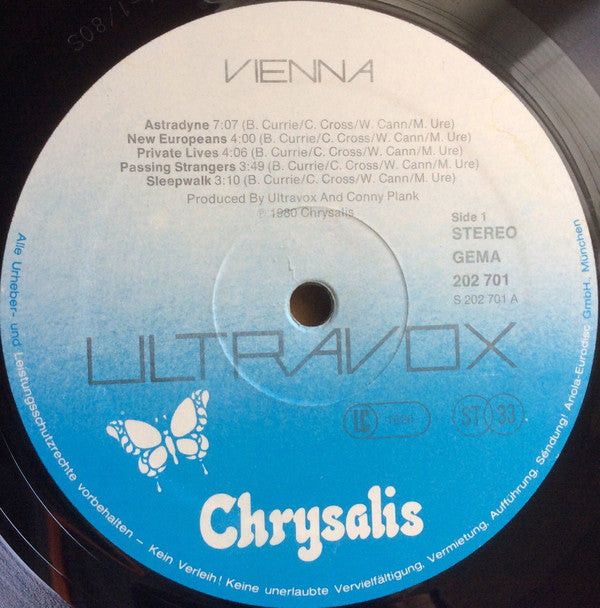 VIENNA
Astradyne 7:07 (B. Currie/C. Cross/W. Cann/M. Ure)
New Europeans 4:00 (B. Currie/C. Cross/W. Cann/M. Ure)
Private Lives 4:06 (B. Currie/C. Cross/W. Cann/M. Ure)
Passing Strangers 3:49 (B. Currie/C. Cross/W. Cann/M. Ure)
Sleepwalk 3:10 (B. Currie/C. Cross/W. Cann/M. Ure)
Produced By Ultravox And Conny Plank
℗ 1980 Chrysalis
Side 1
STEREO
GEMA
202 701
S 202 701 A
ULTRAVOX
LC
ST 33
Chrysalis
Alle Urheber- und Leistungsschutzrechte vorbehalten – Kein Verleih! Keine unerlaubte Vervielfältigung, Vermietung, Aufführung, Sendung! Ariola-Eurodisc GmbH, München